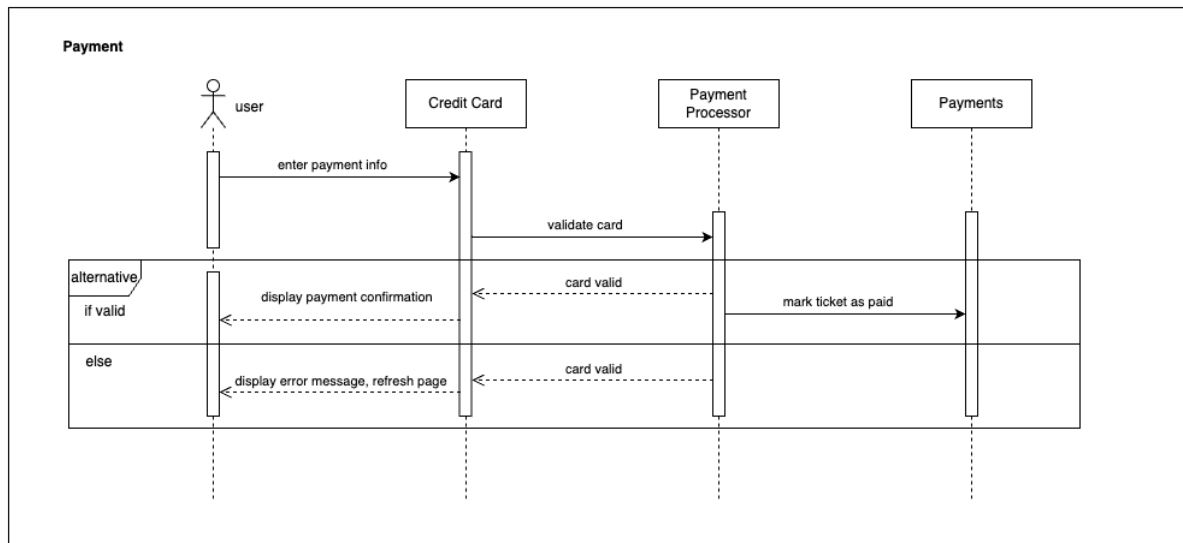 Payment
user
Credit Card
Payment
Processor
Payments
enter payment info
validate card
alternative
card valid
display payment confirmation
mark ticket as paid
if valid
else
card valid
display error message, refresh page